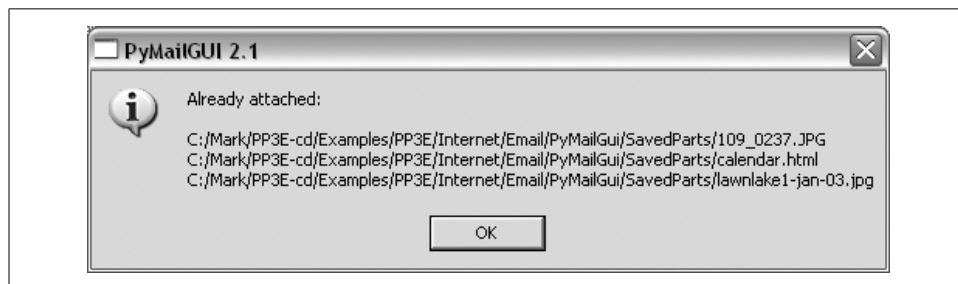 PyMailGUI 2.1
Already attached:
C:/Mark/PP3E-cd/Examples/PP3E/Internet/Email/PyMailGui/SavedParts/109_0237.JPG
C:/Mark/PP3E-cd/Examples/PP3E/Internet/Email/PyMailGui/SavedParts/calendar.html
C:/Mark/PP3E-cd/Examples/PP3E/Internet/Email/PyMailGui/SavedParts/lawnlake1-jan-03.jpg
OK